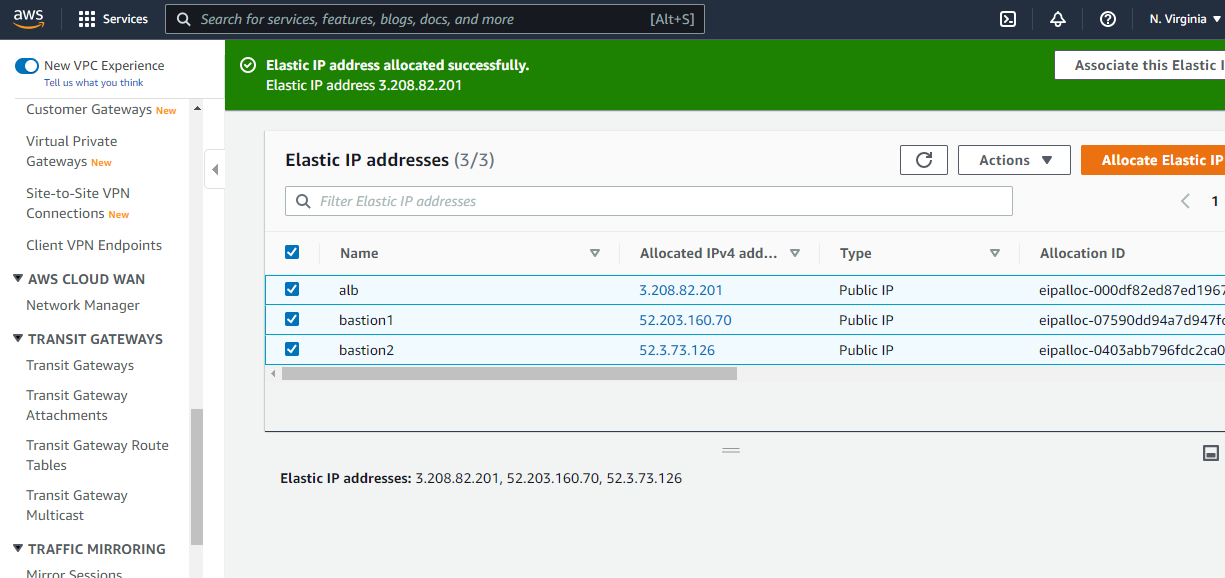 aws Services Search for services, features, blogs, docs, and more [Alt+S] N. Virginia
New VPC Experience
Tell us what you think
Customer Gateways New
Virtual Private
Gateways New
Site-to-Site VPN
Connections New
Client VPN Endpoints
AWS CLOUD WAN
Network Manager
TRANSIT GATEWAYS
Transit Gateways
Transit Gateway
Attachments
Transit Gateway Route
Tables
Transit Gateway
Multicast
TRAFFIC MIRRORING
Mirror Sessions
Elastic IP address allocated successfully.
Elastic IP address 3.208.82.201
Associate this Elastic I
Elastic IP addresses (3/3)
Actions
Allocate Elastic IP
Filter Elastic IP addresses
1
Name Allocated IPv4 add... Type Allocation ID
alb 3.208.82.201 Public IP eipalloc-000df82ed87ed1967
bastion1 52.203.160.70 Public IP eipalloc-07590dd94a7d947fc
bastion2 52.3.73.126 Public IP eipalloc-0403abb796fdc2ca0
Elastic IP addresses: 3.208.82.201, 52.203.160.70, 52.3.73.126